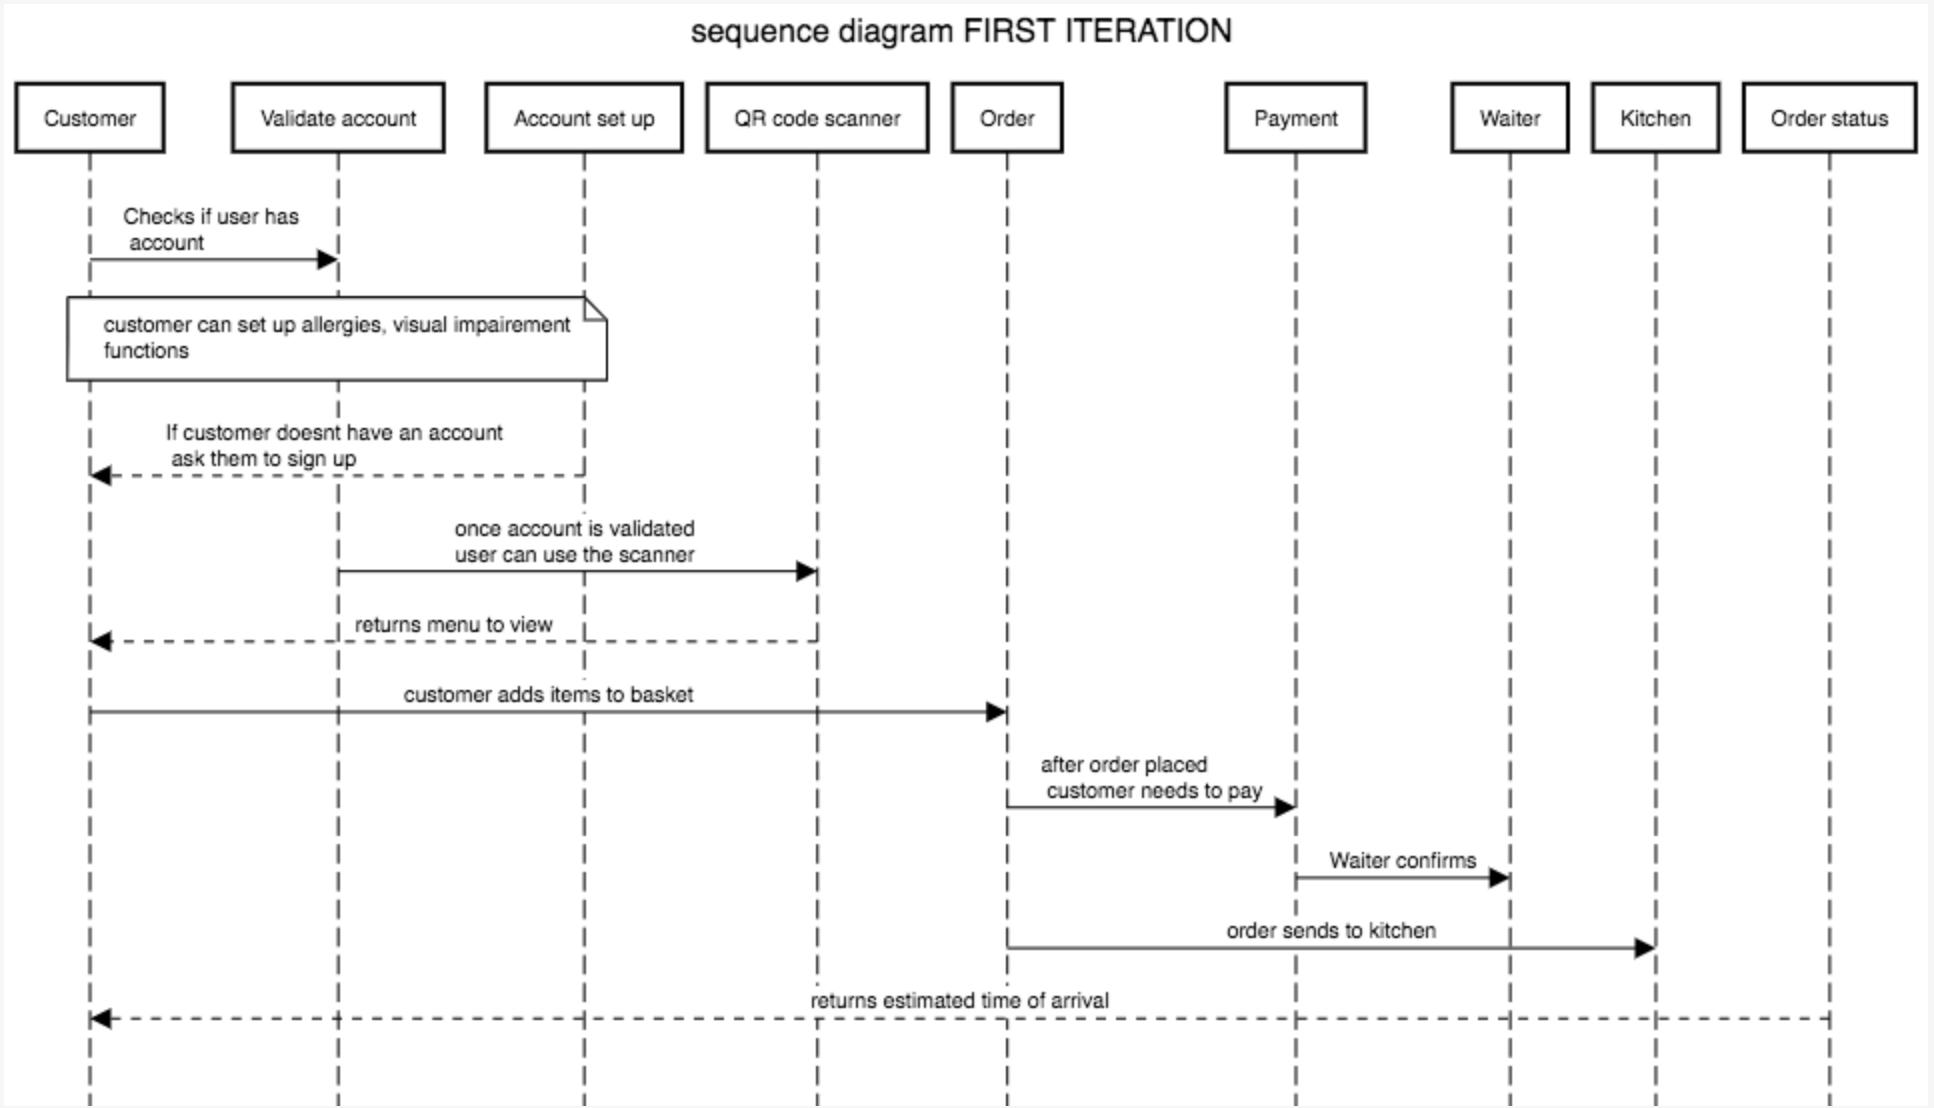 sequence diagram FIRST ITERATION
Customer
Validate account
Account set up
QR code scanner
Order
Payment
Waiter
Kitchen
Order status
Checks if user has
account
customer can set up allergies, visual impairement
functions
If customer doesnt have an account
ask them to sign up
once account is validated
user can use the scanner
returns menu to view
customer adds items to basket
after order placed
customer needs to pay
Waiter confirms
order sends to kitchen
returns estimated time of arrival